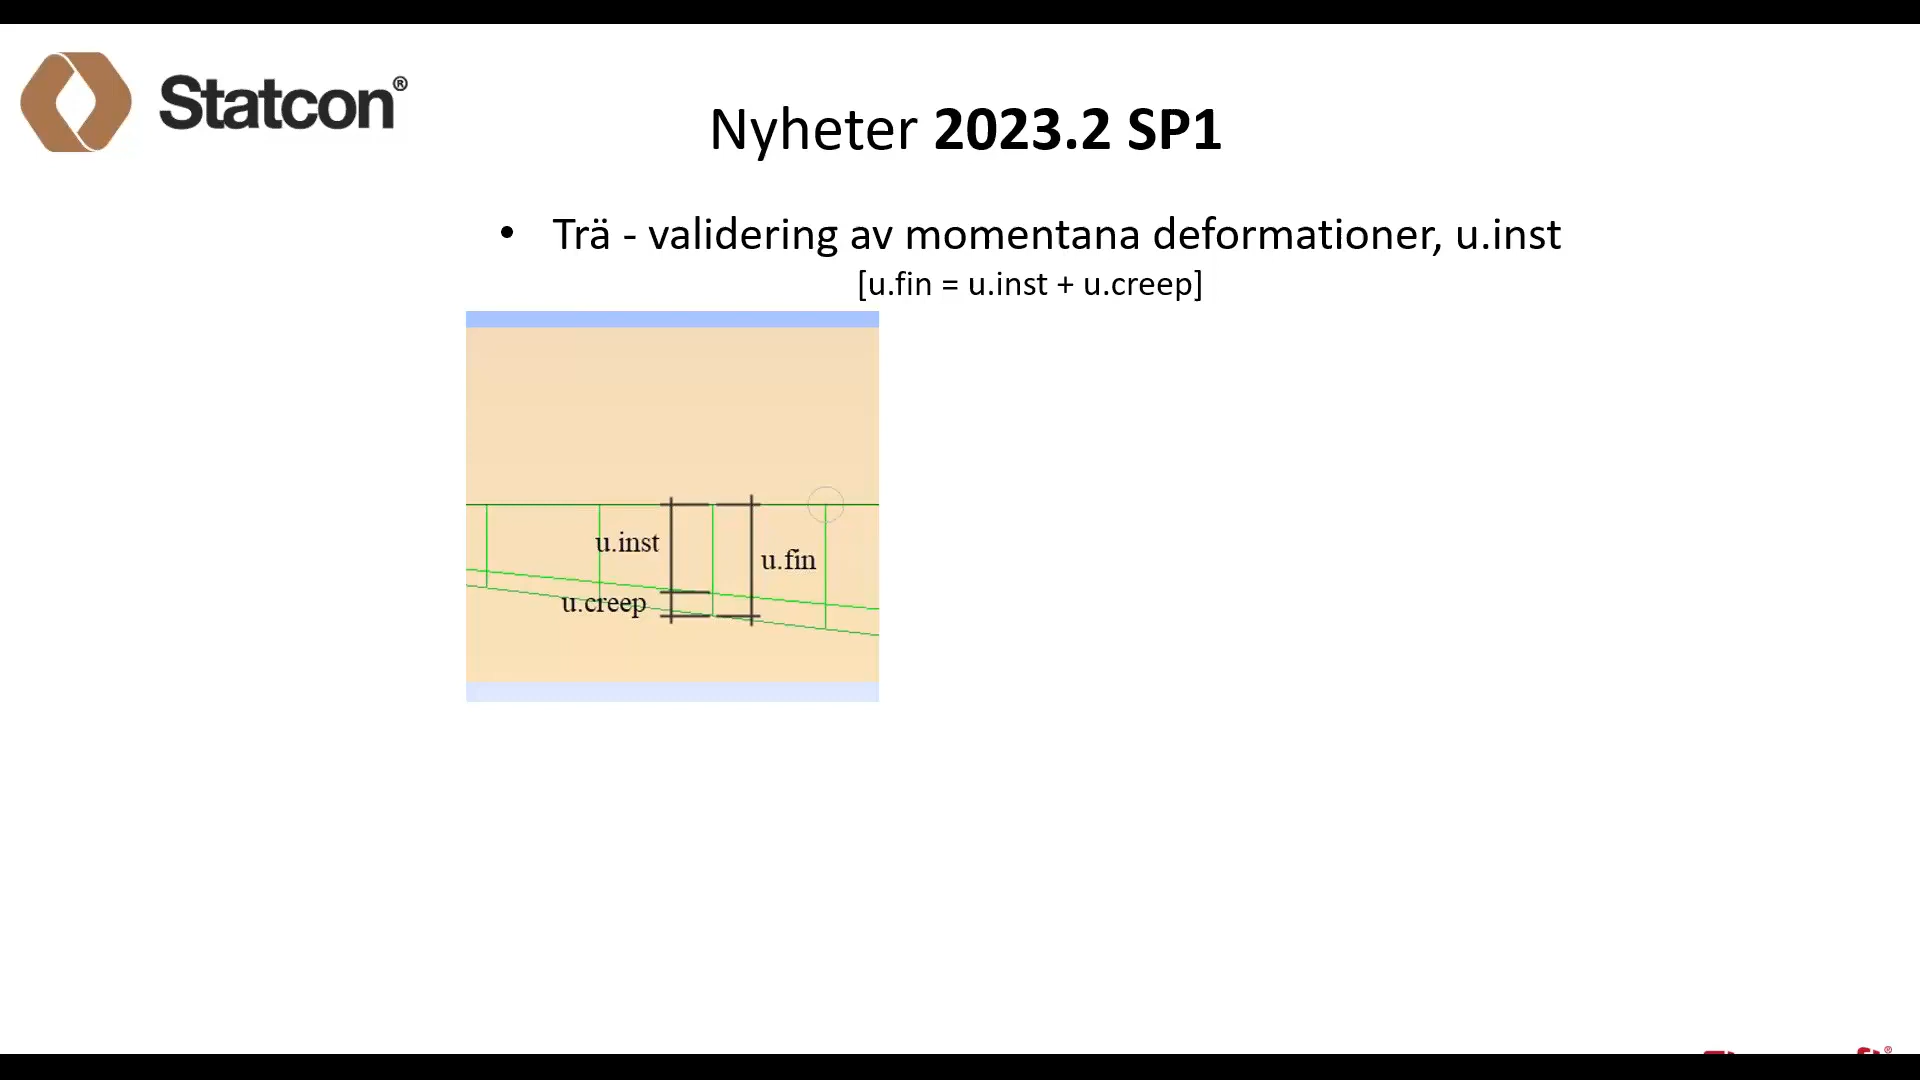 Statcon®
Nyheter 2023.2 SP1
• Trä - validering av momentana deformationer, u.inst
[u.fin = u.inst + u.creep]
u.inst
u.fin
u.creep